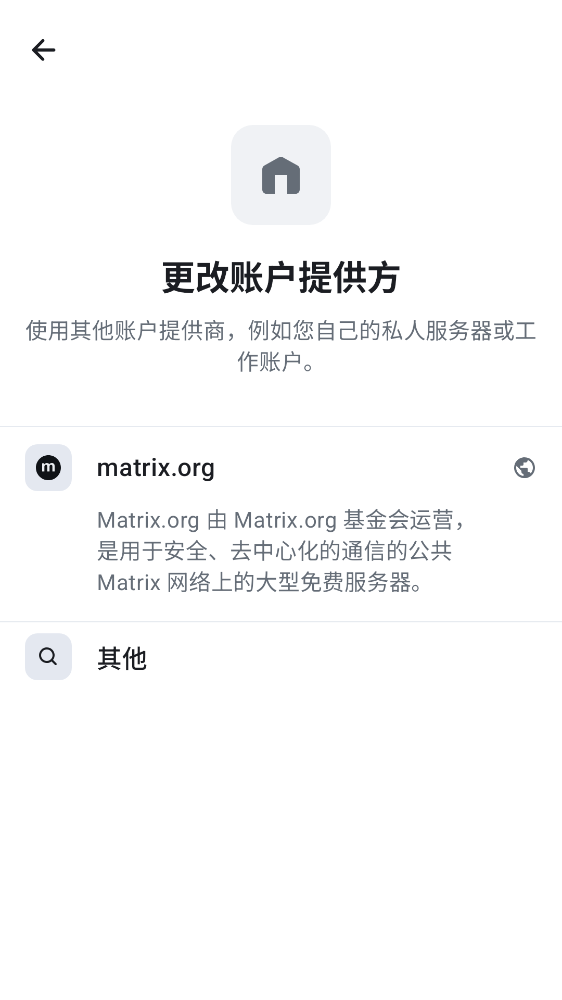 更改账户提供方
使用其他账户提供商，例如您自己的私人服务器或工
作账户。
m
matrix.org
Matrix.org 由 Matrix.org 基金会运营，
是用于安全、去中心化的通信的公共
Matrix 网络上的大型免费服务器。
其他